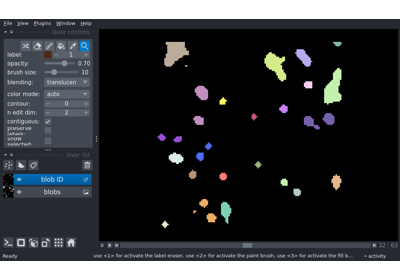 File View Plugins Window Help
layer controls
label: 1
opacity: 0.70
brush size: 10
blending: translucen
color mode: auto
contour: 0
n edit dim: 2
contiguous:
preserve labels:
show selected:
layer list
blob ID
blobs
32 63
Ready
use <1> for activate the label eraser, use <2> for activate the paint brush, use <3> for activate the fill b...
activity